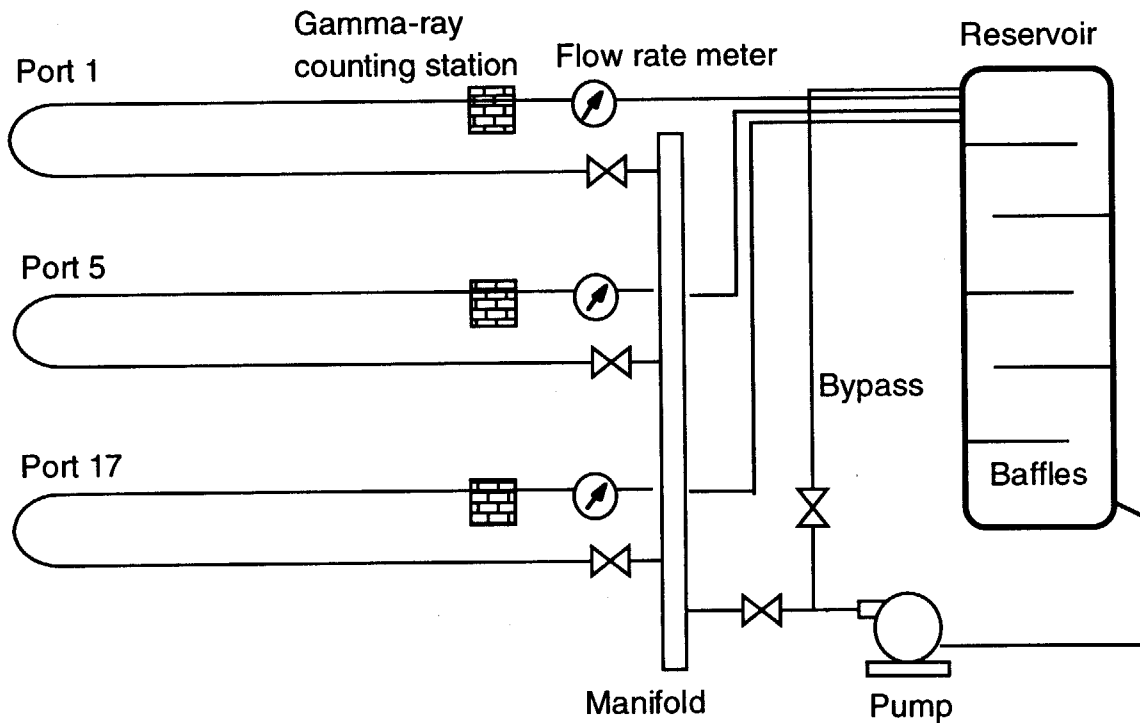 Gamma-ray
counting station
Port 1
Flow rate meter
Reservoir
Port 5
Bypass
Port 17
Baffles
Manifold
Pump